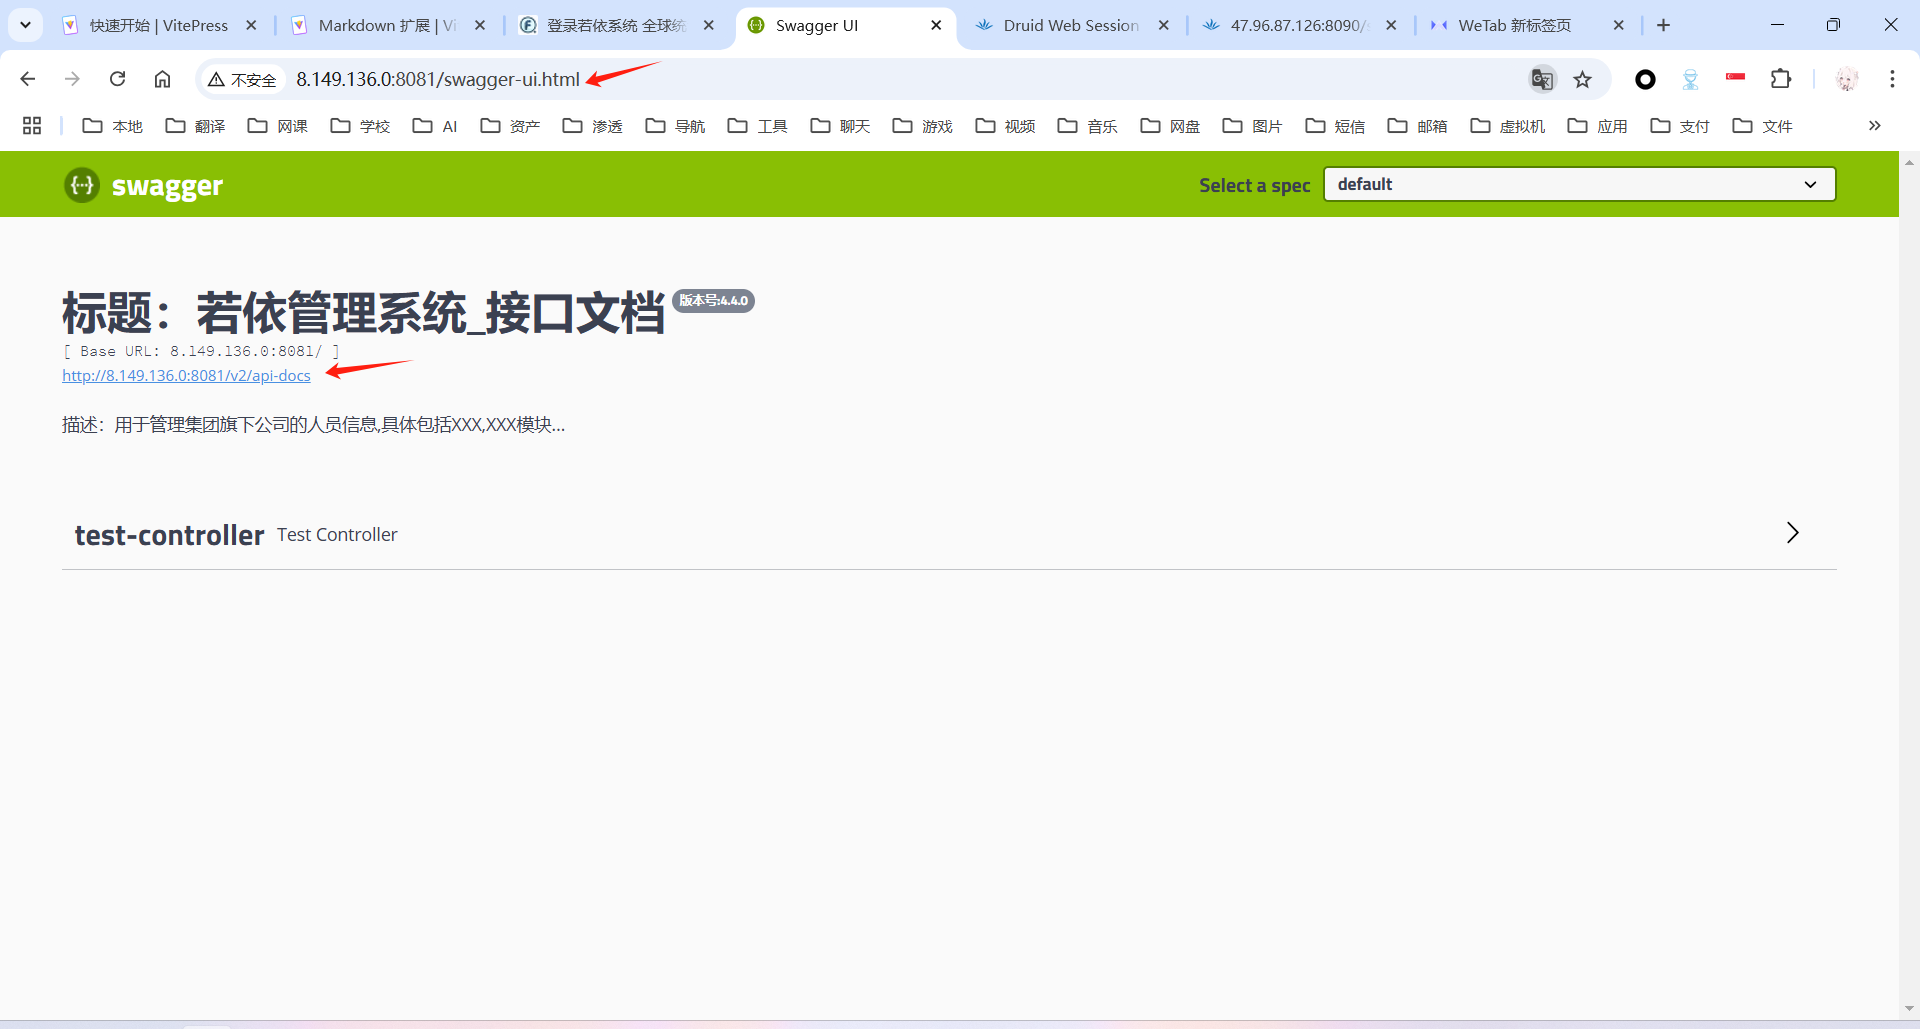 快速开始 | VitePress
Markdown 扩展 | Vi
登录若依系统 全球统
Swagger UI
Druid Web Session
47.96.87.126:8090/s
WeTab 新标签页
不安全
8.149.136.0:8081/swagger-ui.html
本地
翻译
网课
学校
AI
资产
渗透
导航
工具
聊天
游戏
视频
音乐
网盘
图片
短信
邮箱
虚拟机
应用
支付
文件
swagger
Select a spec
default
标题：若依管理系统_接口文档
版本号:4.4.0
[ Base URL: 8.149.136.0:8081/ ]
http://8.149.136.0:8081/v2/api-docs
描述：用于管理集团旗下公司的人员信息,具体包括XXX,XXX模块...
test-controller Test Controller